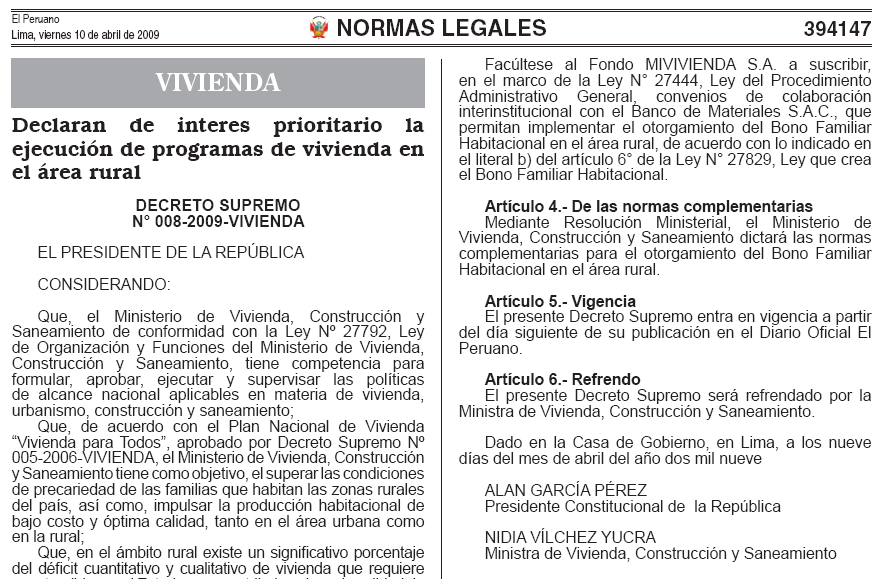 El Peruano
Lima, viernes 10 de abril de 2009
NORMAS LEGALES
394147
VIVIENDA
Declaran de interes prioritario la
ejecución de programas de vivienda en
el área rural
DECRETO SUPREMO
N° 008-2009-VIVIENDA
EL PRESIDENTE DE LA REPÚBLICA
CONSIDERANDO:
Que, el Ministerio de Vivienda, Construcción y
Saneamiento de conformidad con la Ley Nº 27792, Ley
de Organización y Funciones del Ministerio de Vivienda,
Construcción y Saneamiento, tiene competencia para
formular, aprobar, ejecutar y supervisar las políticas
de alcance nacional aplicables en materia de vivienda,
urbanismo, construcción y saneamiento;
Que, de acuerdo con el Plan Nacional de Vivienda
“Vivienda para Todos”, aprobado por Decreto Supremo Nº
005-2006-VIVIENDA, el Ministerio de Vivienda, Construcción
y Saneamiento tiene como objetivo, el superar las condiciones
de precariedad de las familias que habitan las zonas rurales
del país, así como, impulsar la producción habitacional de
bajo costo y óptima calidad, tanto en el área urbana como
en la rural;
Que, en el ámbito rural existe un significativo porcentaje
del déficit cuantitativo y cualitativo de vivienda que requiere
Facúltese al Fondo MIVIVIENDA S.A. a suscribir,
en el marco de la Ley N° 27444, Ley del Procedimiento
Administrativo General, convenios de colaboración
interinstitucional con el Banco de Materiales S.A.C., que
permitan implementar el otorgamiento del Bono Familiar
Habitacional en el área rural, de acuerdo con lo indicado en
el literal b) del artículo 6° de la Ley N° 27829, Ley que crea
el Bono Familiar Habitacional.
Artículo 4.- De las normas complementarias
Mediante Resolución Ministerial, el Ministerio de
Vivienda, Construcción y Saneamiento dictará las normas
complementarias para el otorgamiento del Bono Familiar
Habitacional en el área rural.
Artículo 5.- Vigencia
El presente Decreto Supremo entra en vigencia a partir
del día siguiente de su publicación en el Diario Oficial El
Peruano.
Artículo 6.- Refrendo
El presente Decreto Supremo será refrendado por la
Ministra de Vivienda, Construcción y Saneamiento.
Dado en la Casa de Gobierno, en Lima, a los nueve
días del mes de abril del año dos mil nueve
ALAN GARCÍA PÉREZ
Presidente Constitucional de la República
NIDIA VÍLCHEZ YUCRA
Ministra de Vivienda, Construcción y Saneamiento